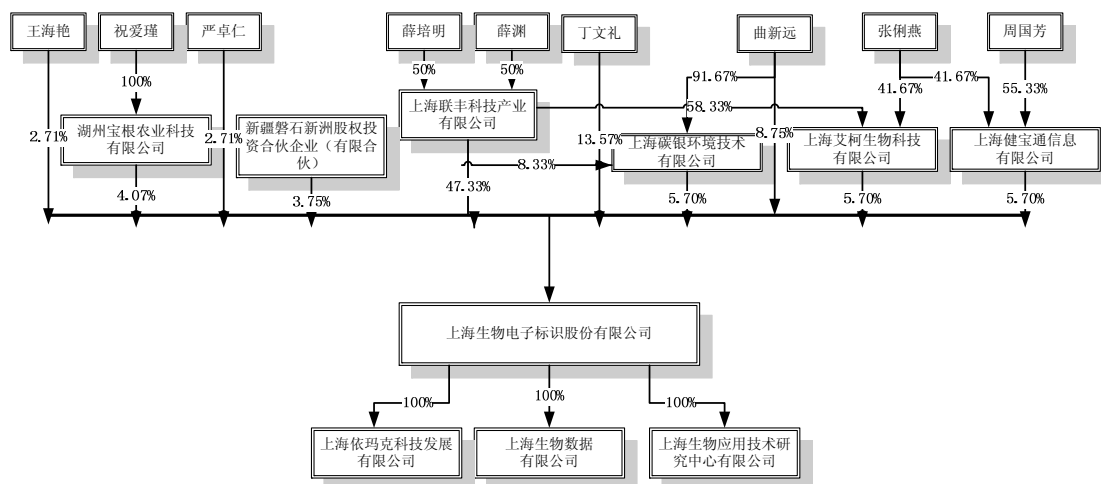 王海艳
祝爱瑾
严卓仁
薛培明
薛渊
丁文礼
曲新远
张俐燕
周国芳
100%
50%
50%
91.67%
41.67%
41.67%
55.33%
湖州宝根农业科技
有限公司
新疆磐石新洲股权投
资合伙企业（有限合
伙）
上海联丰科技产业
有限公司
58.33%
上海碳银环境技术
有限公司
上海艾柯生物科技
有限公司
上海健宝通信息
有限公司
2.71%
2.71%
13.57%
8.75%
8.33%
4.07%
3.75%
47.33%
5.70%
5.70%
5.70%
上海生物电子标识股份有限公司
100%
100%
100%
上海依玛克科技发展
有限公司
上海生物数据
有限公司
上海生物应用技术研
究中心有限公司